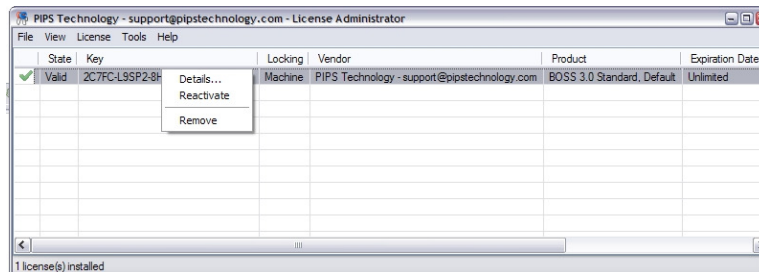 PIPS Technology - support@pipstechnology.com - License Administrator
File View License Tools Help
State Key Locking Vendor Product Expiration Date
Valid 2C7FC-L9SP2-8H Machine PIPS Technology - support@pipstechnology.com BOSS 3.0 Standard, Default Unlimited
Details...
Reactivate
Remove
1 license(s) installed